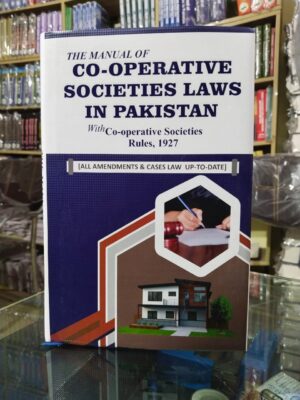 THE MANUAL OF
CO-OPERATIVE
SOCIETIES LAWS
IN PAKISTAN
With Co-operative Societies
Rules, 1927
[ALL AMENDMENTS & CASES LAW UP-TO-DATE]